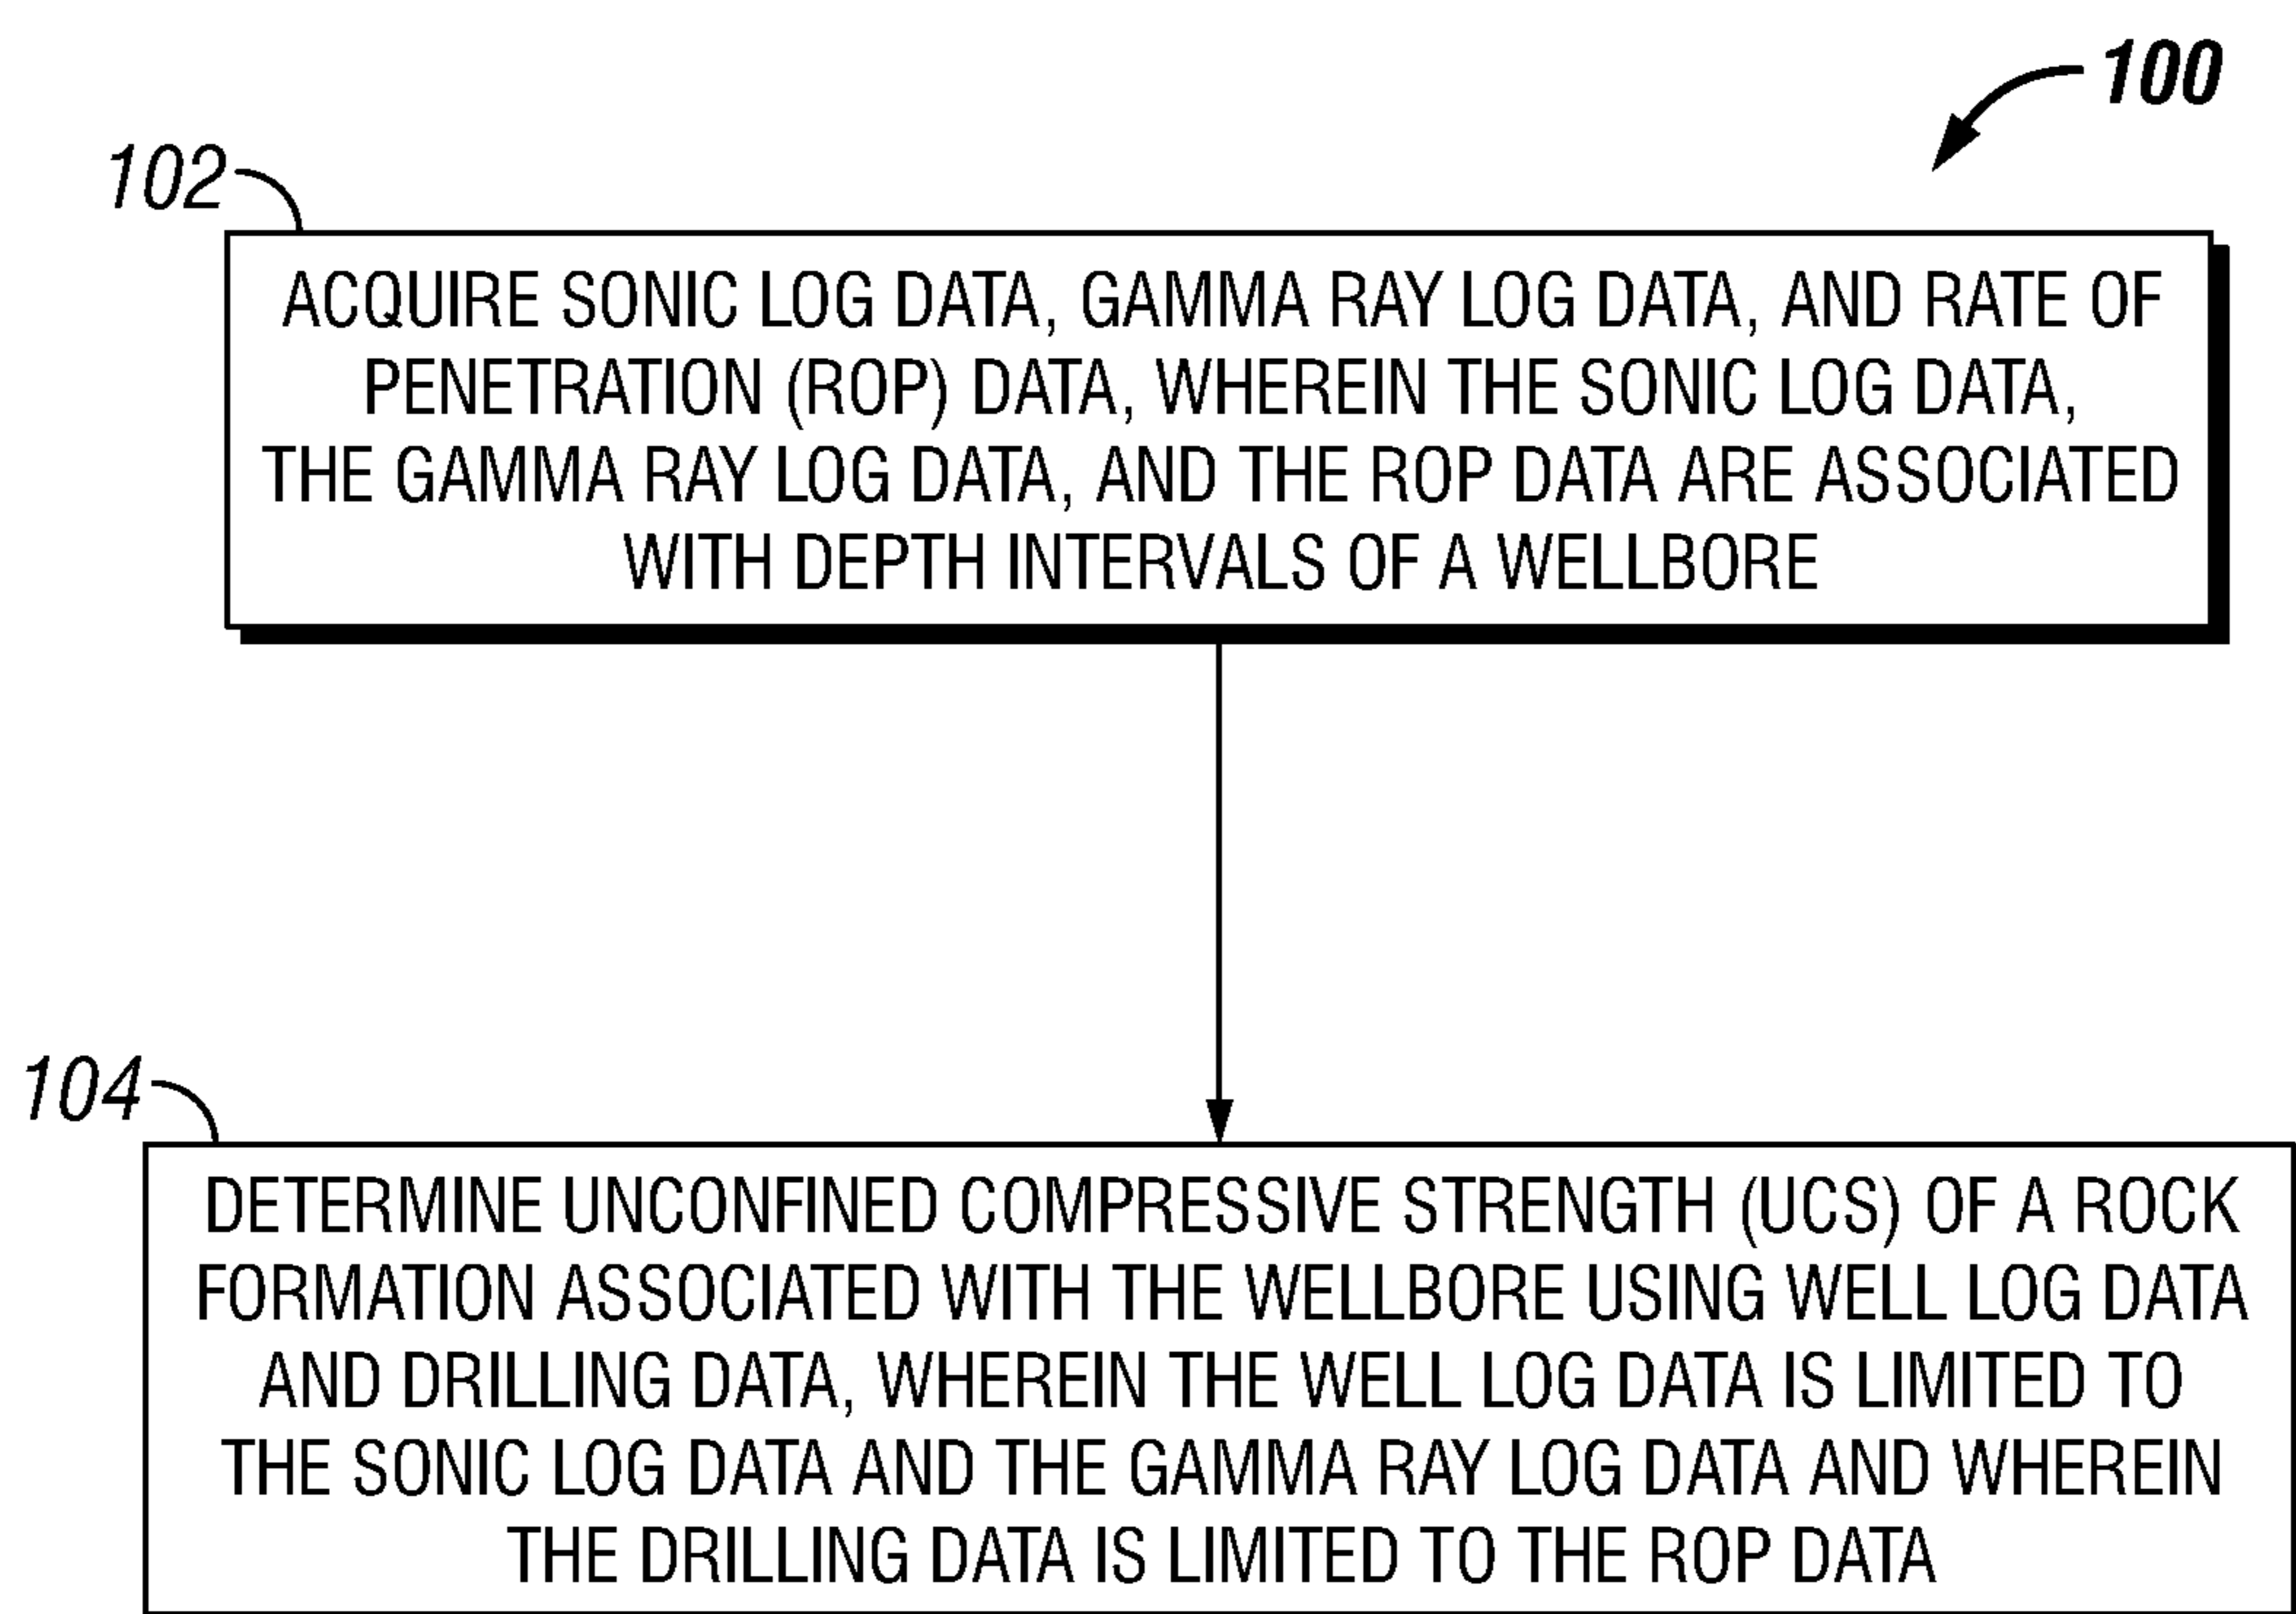 100
102
ACQUIRE SONIC LOG DATA, GAMMA RAY LOG DATA, AND RATE OF
PENETRATION (ROP) DATA, WHEREIN THE SONIC LOG DATA,
THE GAMMA RAY LOG DATA, AND THE ROP DATA ARE ASSOCIATED
WITH DEPTH INTERVALS OF A WELLBORE
104
DETERMINE UNCONFINED COMPRESSIVE STRENGTH (UCS) OF A ROCK
FORMATION ASSOCIATED WITH THE WELLBORE USING WELL LOG DATA
AND DRILLING DATA, WHEREIN THE WELL LOG DATA IS LIMITED TO
THE SONIC LOG DATA AND THE GAMMA RAY LOG DATA AND WHEREIN
THE DRILLING DATA IS LIMITED TO THE ROP DATA